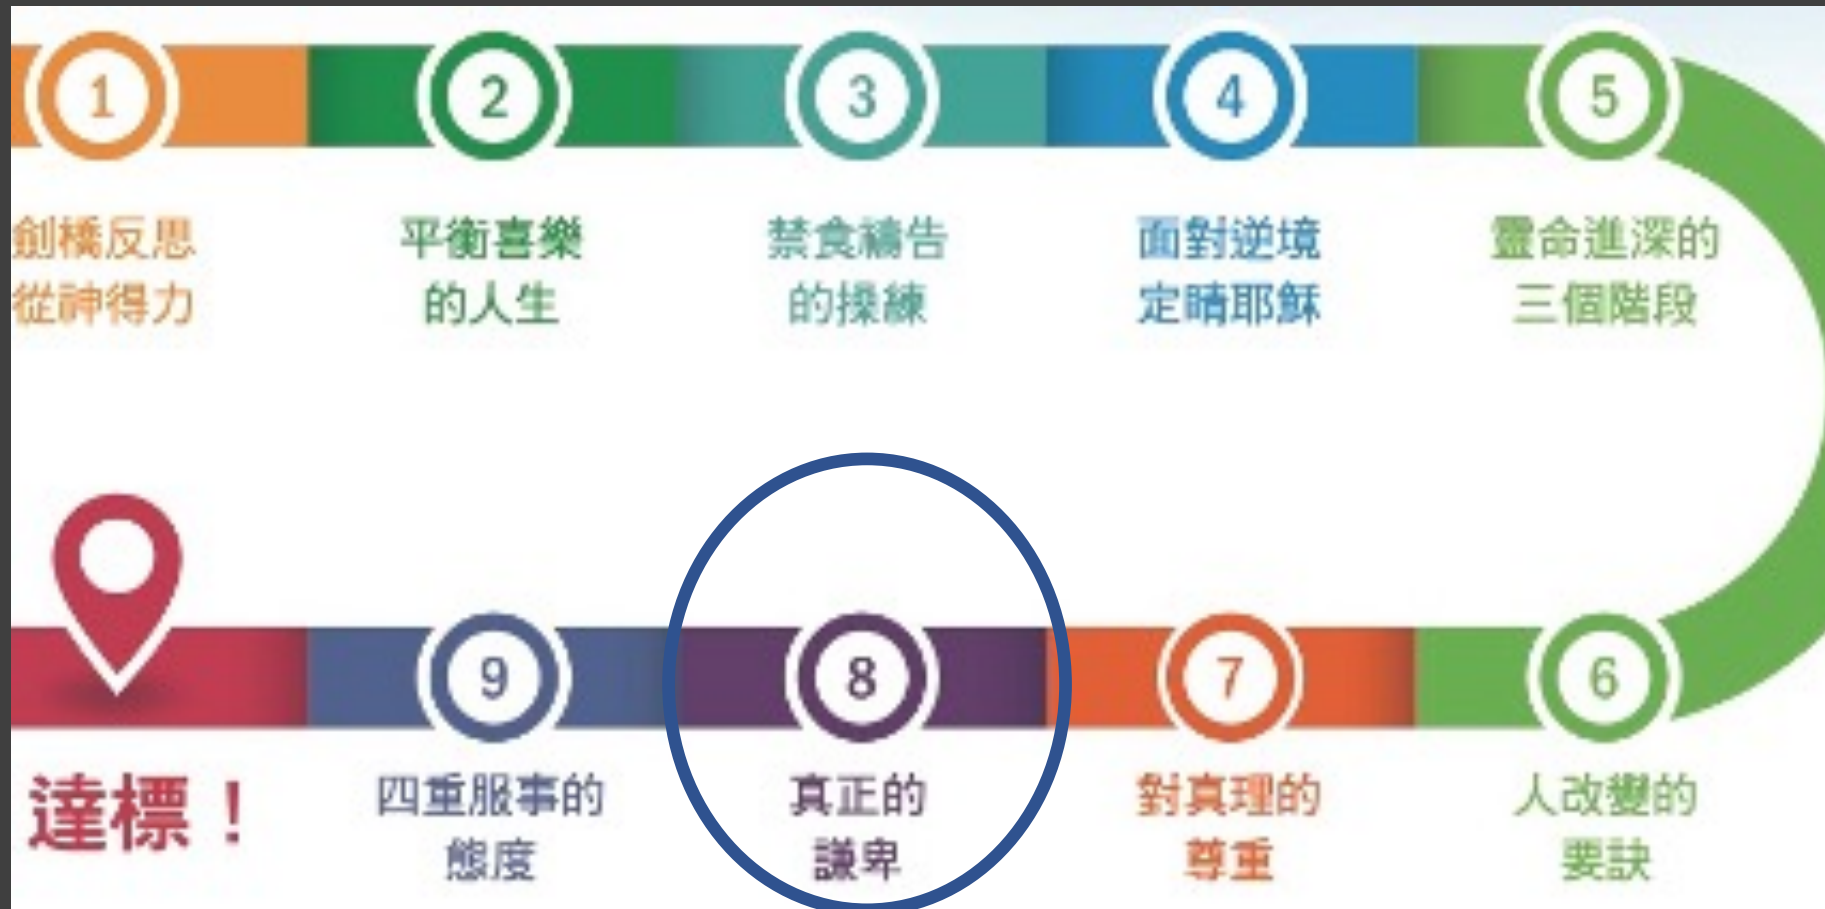 1
2
3
4
5
劍橋反思
從神得力
平衡喜樂
的人生
禁食禱告
的操練
面對逆境
定睛耶穌
靈命進深的
三個階段
9
8
7
6
達標！
四重服事的
態度
真正的
謙卑
對真理的
尊重
人改變的
要訣